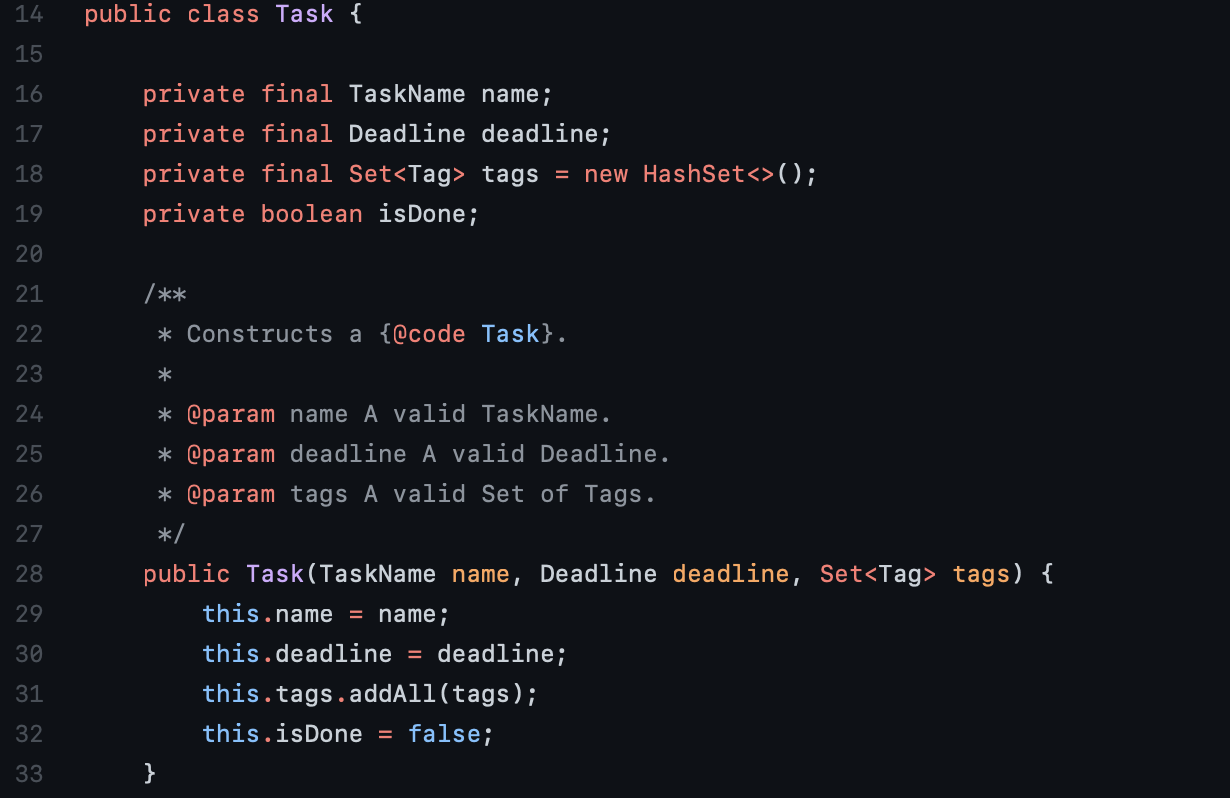 14 public class Task {
15
16     private final TaskName name;
17     private final Deadline deadline;
18     private final Set<Tag> tags = new HashSet<>();
19     private boolean isDone;
20
21     /**
22      * Constructs a {@code Task}.
23      *
24      * @param name A valid TaskName.
25      * @param deadline A valid Deadline.
26      * @param tags A valid Set of Tags.
27      */
28     public Task(TaskName name, Deadline deadline, Set<Tag> tags) {
29         this.name = name;
30         this.deadline = deadline;
31         this.tags.addAll(tags);
32         this.isDone = false;
33     }